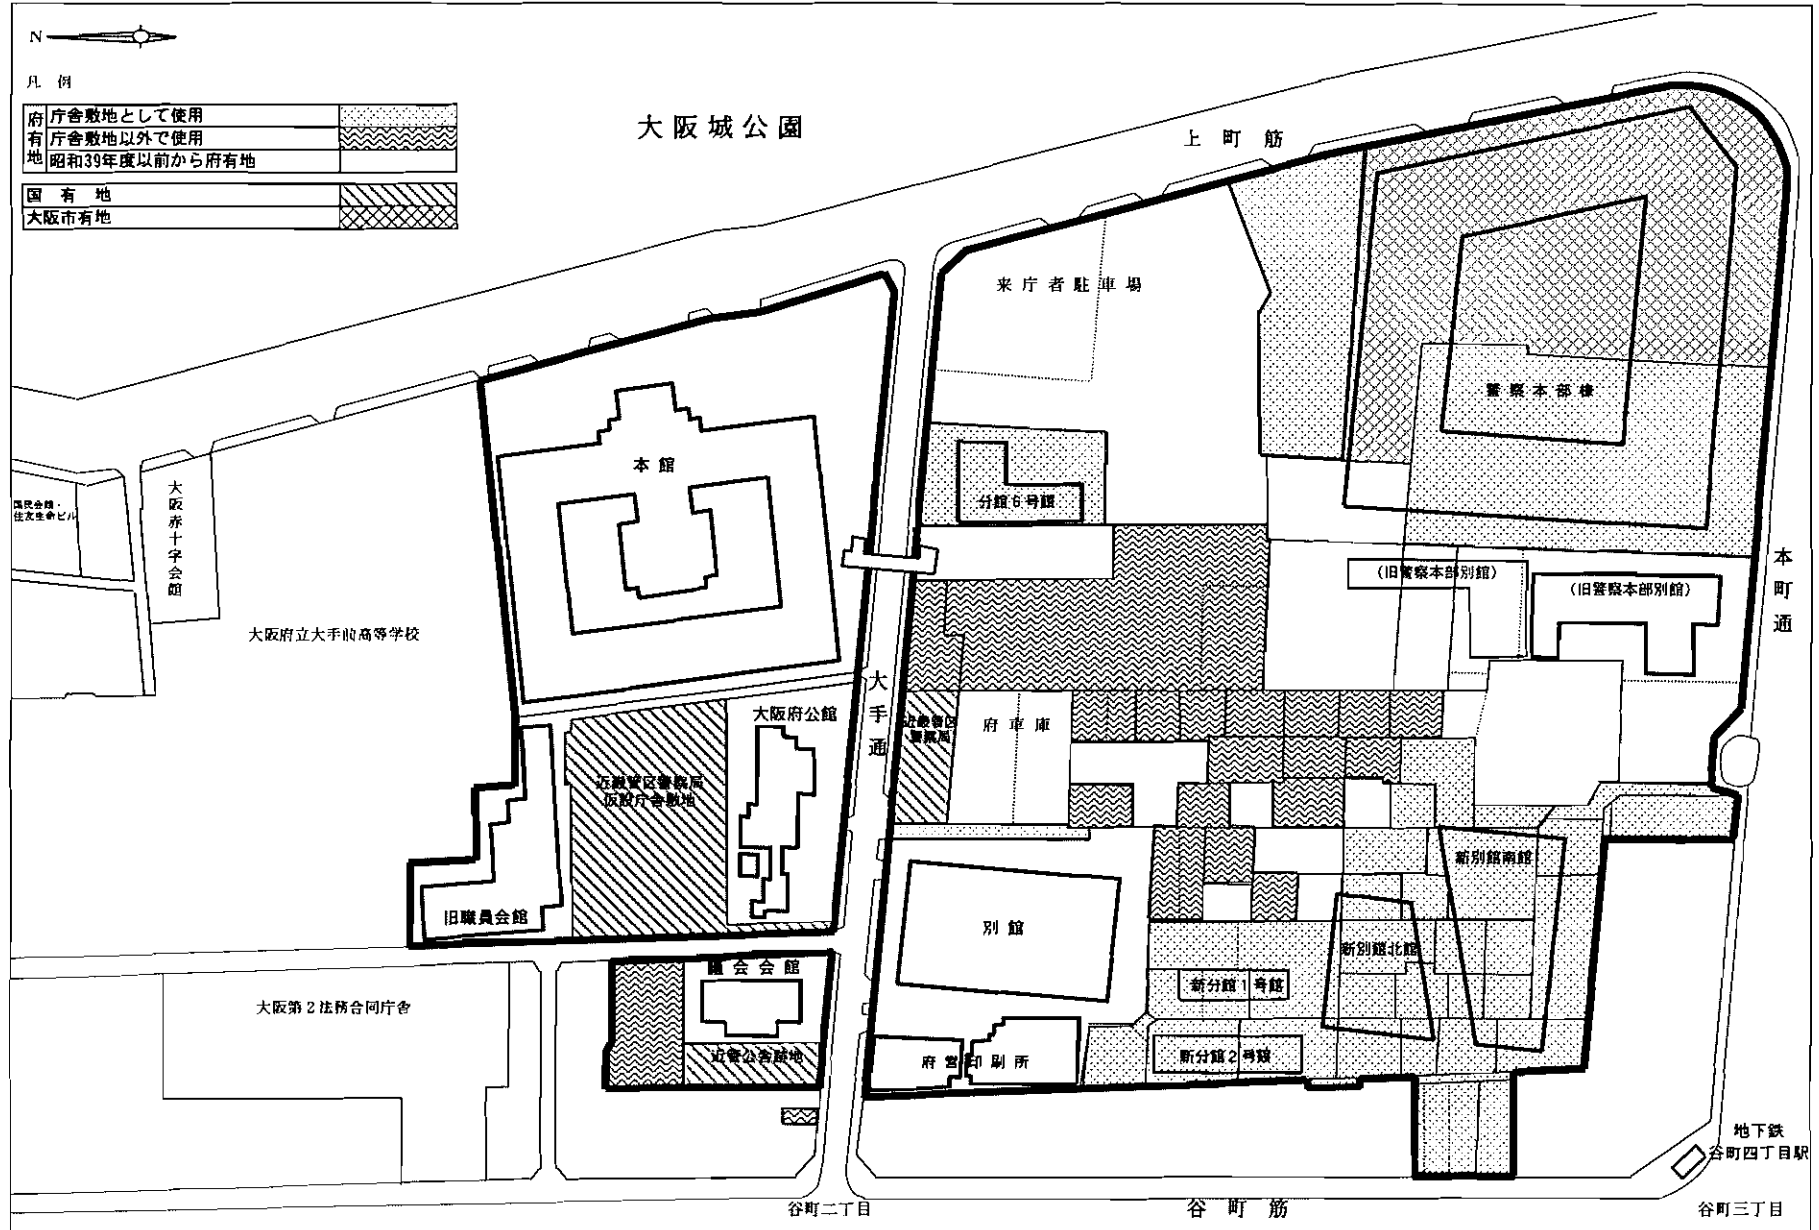 N
凡例
府有地
庁舎敷地として使用
庁舎敷地以外で使用
昭和39年度以前から府有地
国有地
大阪市有地
大阪城公園
上町筋
来庁者駐車場
警察本部棟
本館
分館6号館
国民会館・
住友生命ビル
大阪赤十字会館
大阪府立大手前高等学校
(旧警察本部別館)
(旧警察本部別館)
本町通
大手通
大阪府公館
近畿管区
警察局
府車庫
近畿管区警察局
仮設庁舎敷地
旧職員会館
別館
新別館南館
新別館北館
新分館1号館
新分館2号館
議会会館
大阪第2法務合同庁舎
近管公舎跡地
府営印刷所
地下鉄
谷町四丁目駅
谷町二丁目
谷町筋
谷町三丁目